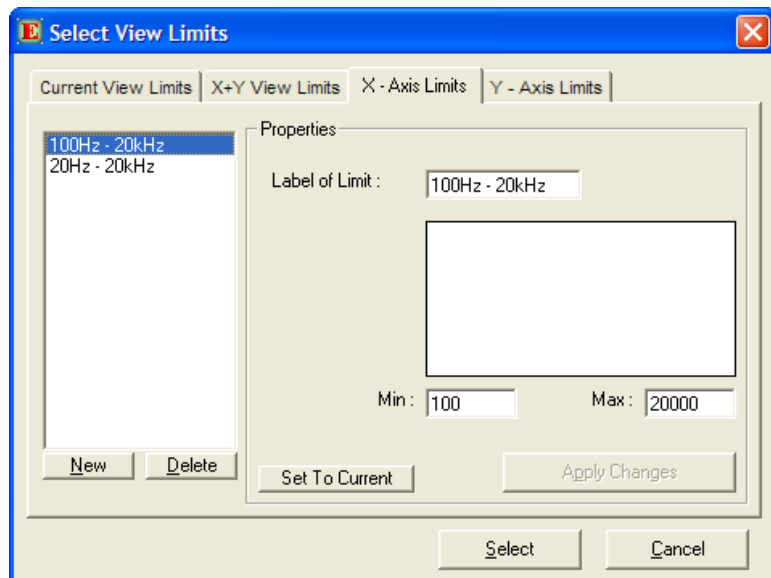 E Select View Limits
Current View Limits X+Y View Limits X - Axis Limits Y - Axis Limits
100Hz - 20kHz
20Hz - 20kHz
Properties
Label of Limit : 100Hz - 20kHz
Min : 100 Max : 20000
New Delete
Set To Current Apply Changes
Select Cancel